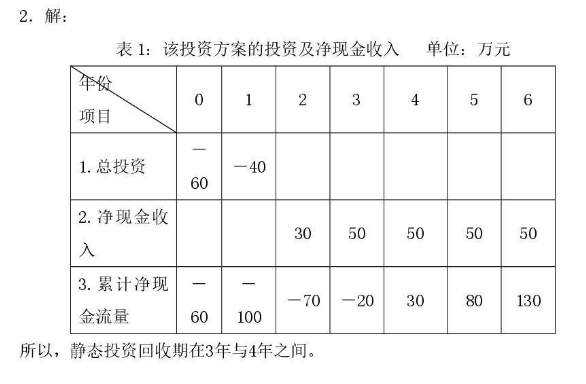 2. 解：
表 1：该投资方案的投资及净现金收入 单位：万元
年份
项目 0 1 2 3 4 5 6
1. 总投资 －60 －40
2. 净现金收入 30 50 50 50 50
3. 累计净现金流量 －60 －100 －70 －20 30 80 130
所以，静态投资回收期在3年与4年之间。